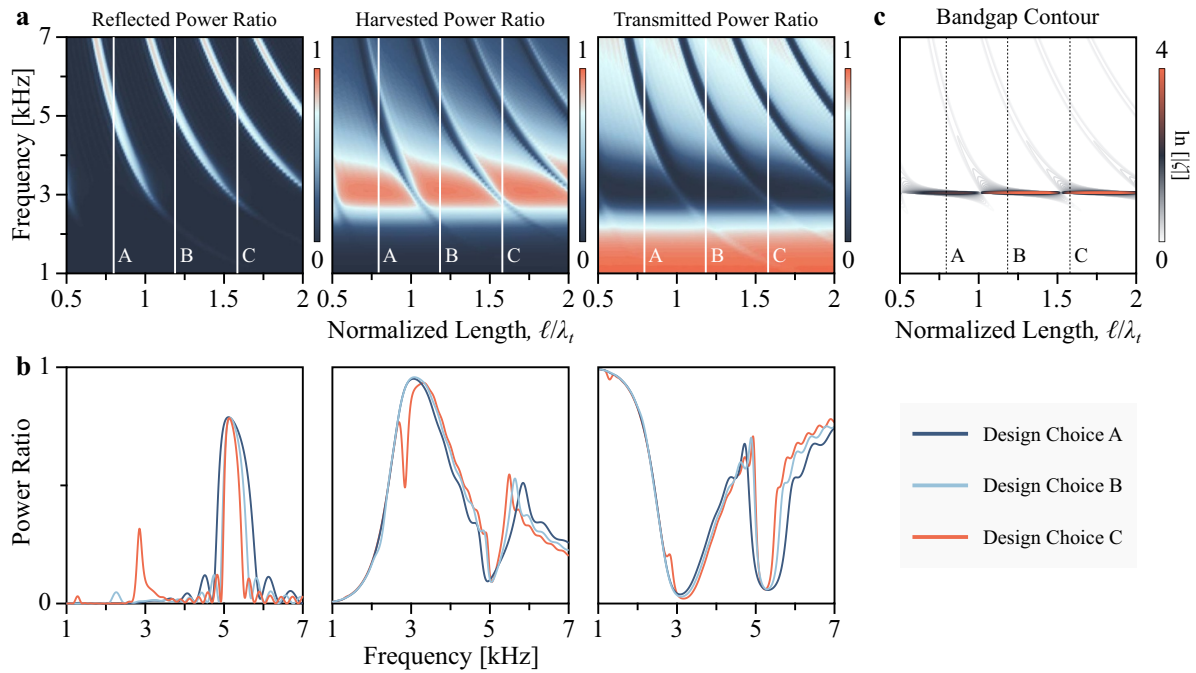 a Reflected Power Ratio Harvested Power Ratio Transmitted Power Ratio c Bandgap Contour
7 1 1 1 4
5
3
1 0 0 0 0
Frequency [kHz]
ln [|ζ|]
A B C A B C A B C A B C
0.5 1 1.5 2 0.5 1 1.5 2 0.5 1 1.5 2 0.5 1 1.5 2
Normalized Length, ℓ/λt Normalized Length, ℓ/λt
b
1
0
Power Ratio
1 3 5 7 1 3 5 7 1 3 5 7
Frequency [kHz]
Design Choice A
Design Choice B
Design Choice C